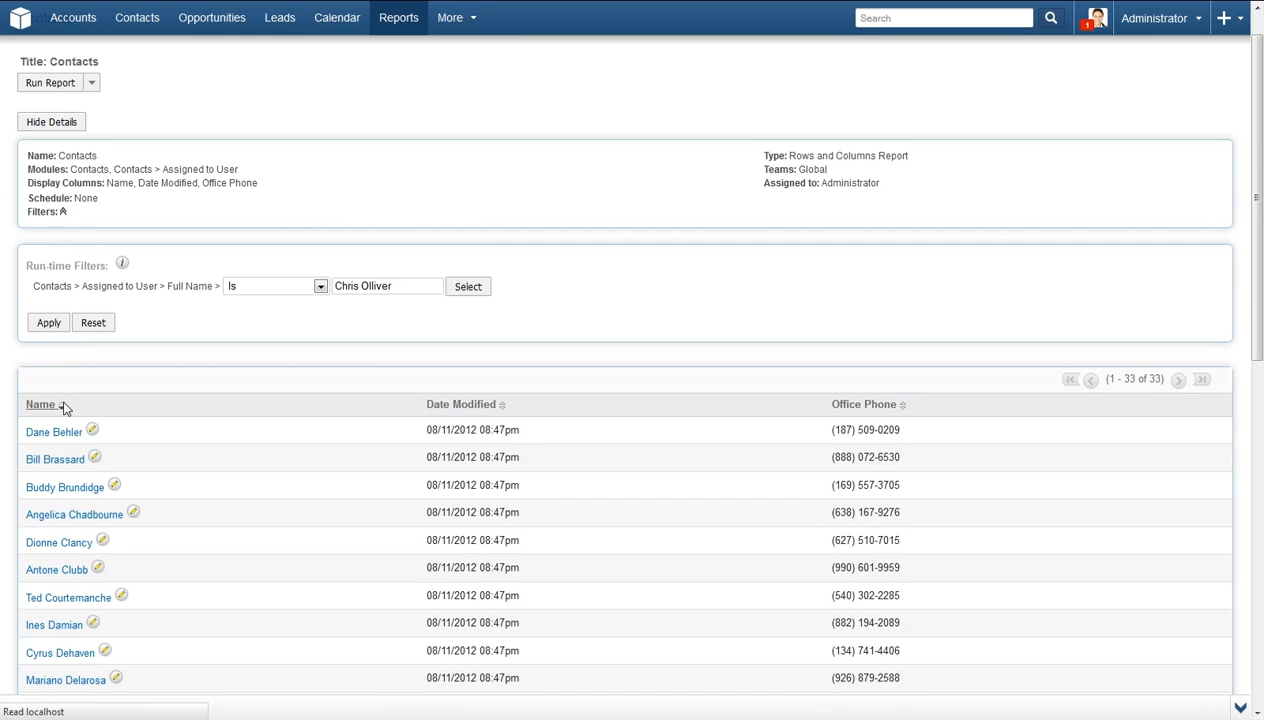 Accounts Contacts Opportunities Leads Calendar Reports More Search 1 Administrator
Title: Contacts
Run Report
Hide Details
Name: Contacts Type: Rows and Columns Report
Modules: Contacts, Contacts > Assigned to User Teams: Global
Display Columns: Name, Date Modified, Office Phone Assigned to: Administrator
Schedule: None
Filters:
Run-time Filters: i
Contacts > Assigned to User > Full Name > Is Chris Olliver Select
Apply Reset
(1 - 33 of 33)
Name Date Modified Office Phone
Dane Behler 08/11/2012 08:47pm (187) 509-0209
Bill Brassard 08/11/2012 08:47pm (888) 072-6530
Buddy Brundidge 08/11/2012 08:47pm (169) 557-3705
Angelica Chadbourne 08/11/2012 08:47pm (638) 167-9276
Dionne Clancy 08/11/2012 08:47pm (627) 510-7015
Antone Clubb 08/11/2012 08:47pm (990) 601-9959
Ted Courtemanche 08/11/2012 08:47pm (540) 302-2285
Ines Damian 08/11/2012 08:47pm (882) 194-2089
Cyrus Dehaven 08/11/2012 08:47pm (134) 741-4406
Mariano Delarosa 08/11/2012 08:47pm (926) 879-2588
Read localhost